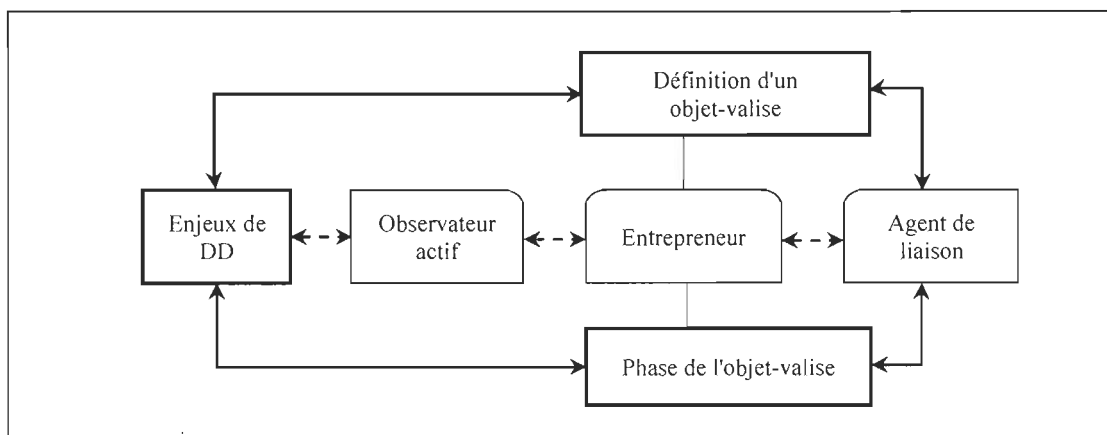 Définition d'un
objet-valise
Enjeux de
DD
Observateur
actif
Entrepreneur
Agent de
liaison
Phase de l'objet-valise